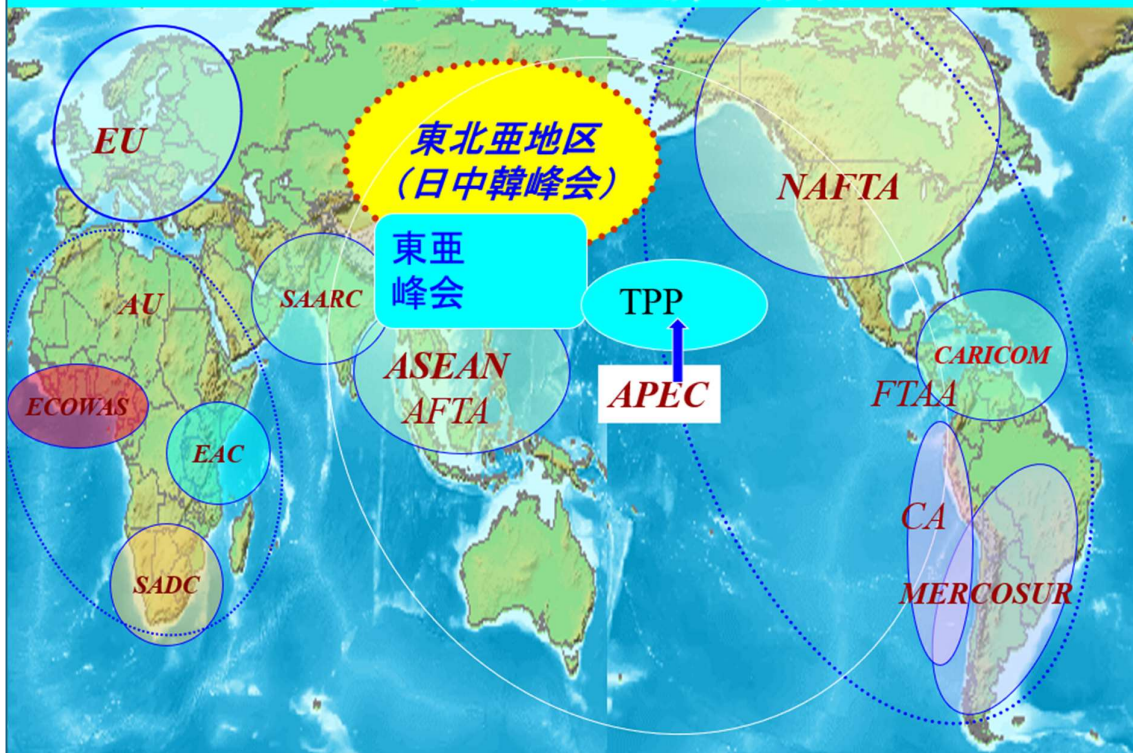 EU
東北亜地区
（日中韓峰会）
NAFTA
東亜
峰会
AU
SAARC
TPP
ASEAN
AFTA
APEC
CARICOM
FTAA
ECOWAS
EAC
CA
SADC
MERCOSUR